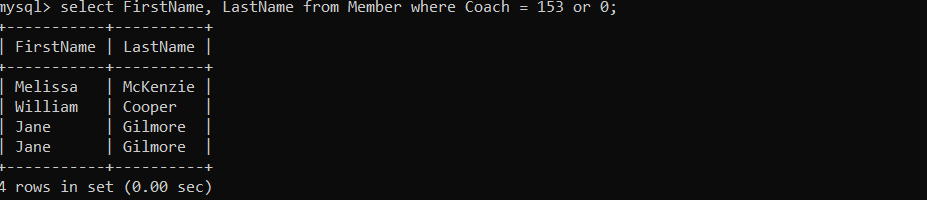 mysql> select FirstName, LastName from Member where Coach = 153 or 0;
+-----------+----------+
| FirstName | LastName |
+-----------+----------+
| Melissa   | McKenzie |
| William   | Cooper   |
| Jane      | Gilmore  |
| Jane      | Gilmore  |
+-----------+----------+
4 rows in set (0.00 sec)